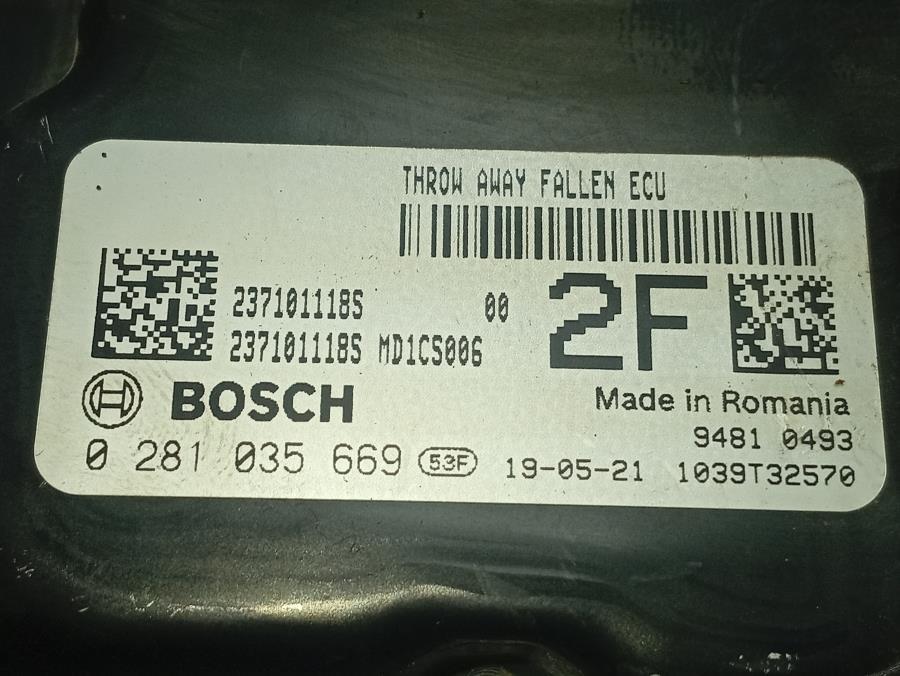 THROW AWAY FALLEN ECU
237101118S 00
237101118S MD1CS006
2F
BOSCH
Made in Romania
9481 0493
0 281 035 669 53F 19-05-21 1039T32570